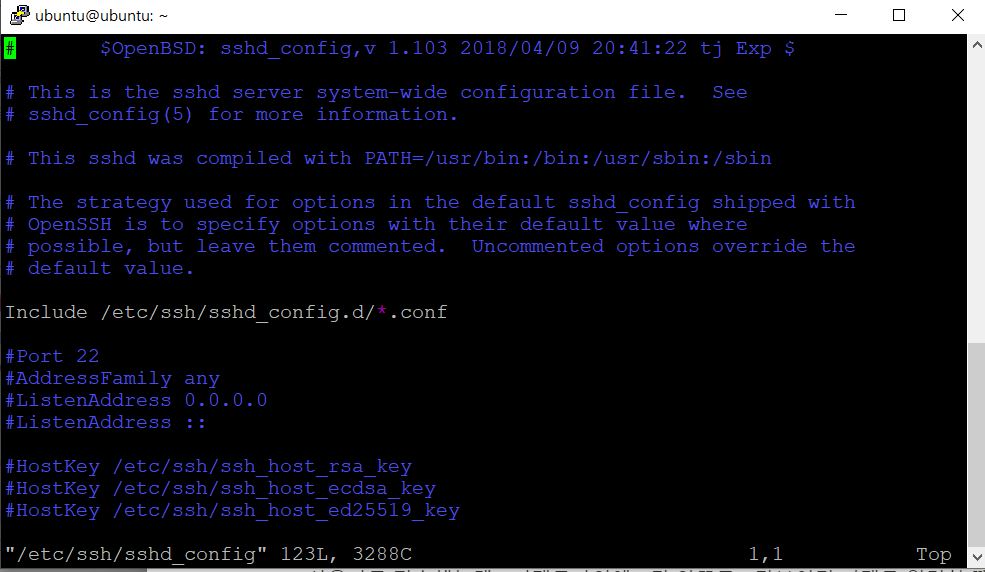 ubuntu@ubuntu: ~
# $OpenBSD: sshd_config,v 1.103 2018/04/09 20:41:22 tj Exp $
# This is the sshd server system-wide configuration file.  See
# sshd_config(5) for more information.
# This sshd was compiled with PATH=/usr/bin:/bin:/usr/sbin:/sbin
# The strategy used for options in the default sshd_config shipped with
# OpenSSH is to specify options with their default value where
# possible, but leave them commented.  Uncommented options override the
# default value.
Include /etc/ssh/sshd_config.d/*.conf
#Port 22
#AddressFamily any
#ListenAddress 0.0.0.0
#ListenAddress ::
#HostKey /etc/ssh/ssh_host_rsa_key
#HostKey /etc/ssh/ssh_host_ecdsa_key
#HostKey /etc/ssh/ssh_host_ed25519_key
"/etc/ssh/sshd_config" 123L, 3288C 1,1 Top